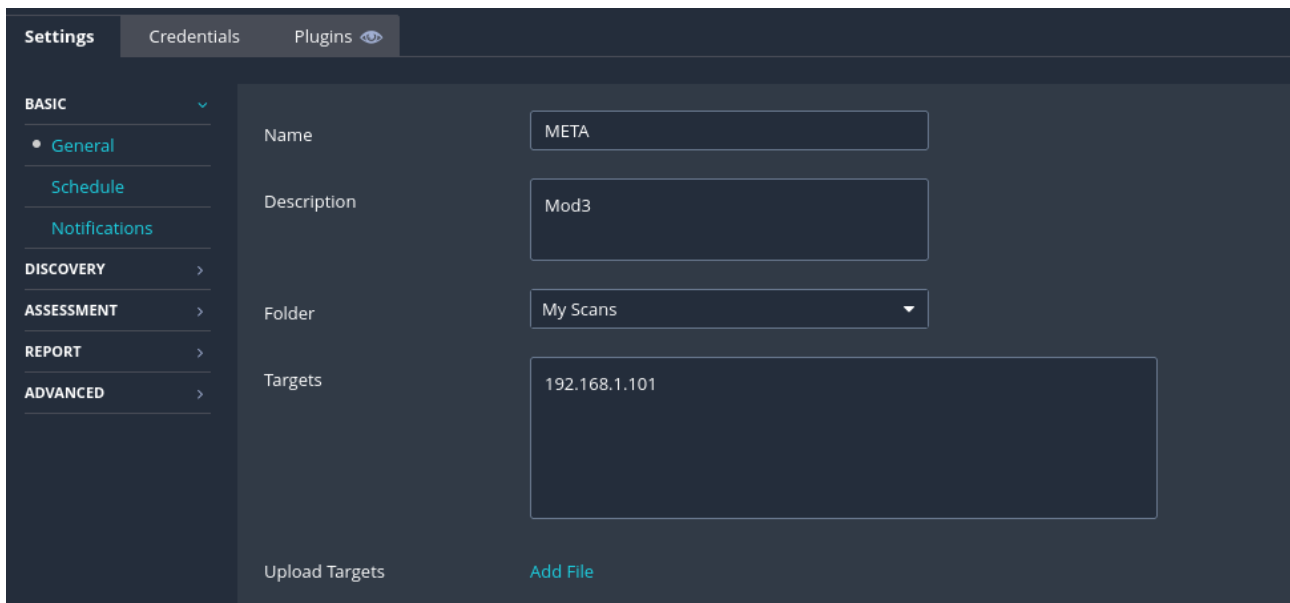 Settings Credentials Plugins
BASIC
General
Schedule
Notifications
DISCOVERY
ASSESSMENT
REPORT
ADVANCED
Name META
Description Mod3
Folder My Scans
Targets 192.168.1.101
Upload Targets Add File